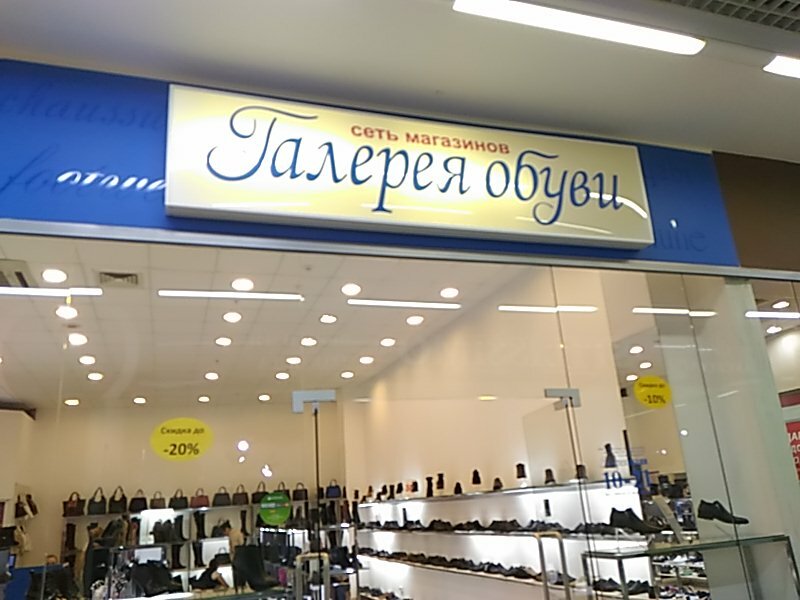 сеть магазинов
Галерея обуви
Скидка до
-20%
Скидка до
-10%